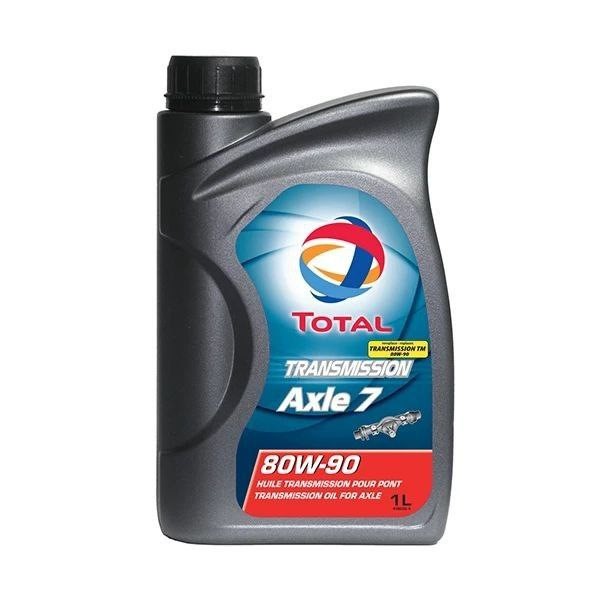 TOTAL
remplace - replaces
TRANSMISSION TM
80W-90
TRANSMISSION
Axle 7
80W-90
HUILE TRANSMISSION POUR PONT
TRANSMISSION OIL FOR AXLE
1L